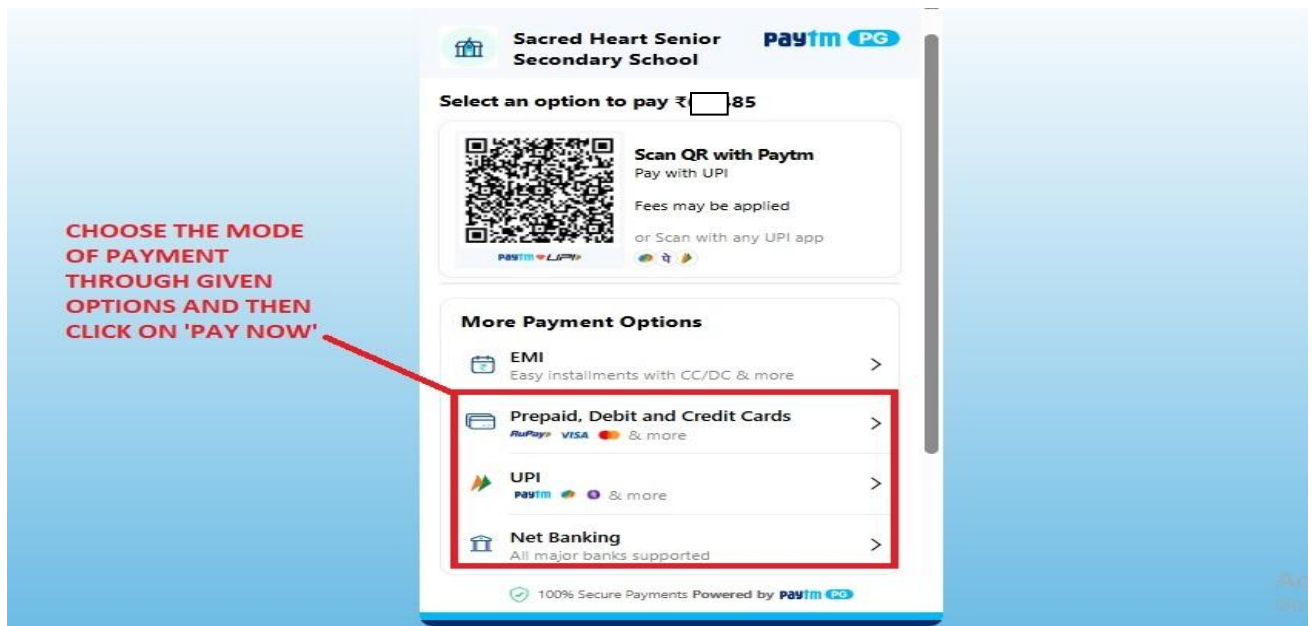 Sacred Heart Senior
Secondary School
paytm PG
Select an option to pay ₹ 85
Scan QR with Paytm
Pay with UPI
Fees may be applied
or Scan with any UPI app
paytm UPI
पे
CHOOSE THE MODE
OF PAYMENT
THROUGH GIVEN
OPTIONS AND THEN
CLICK ON 'PAY NOW'
More Payment Options
EMI
Easy installments with CC/DC & more
Prepaid, Debit and Credit Cards
RuPay VISA & more
UPI
paytm & more
Net Banking
All major banks supported
100% Secure Payments Powered by paytm PG